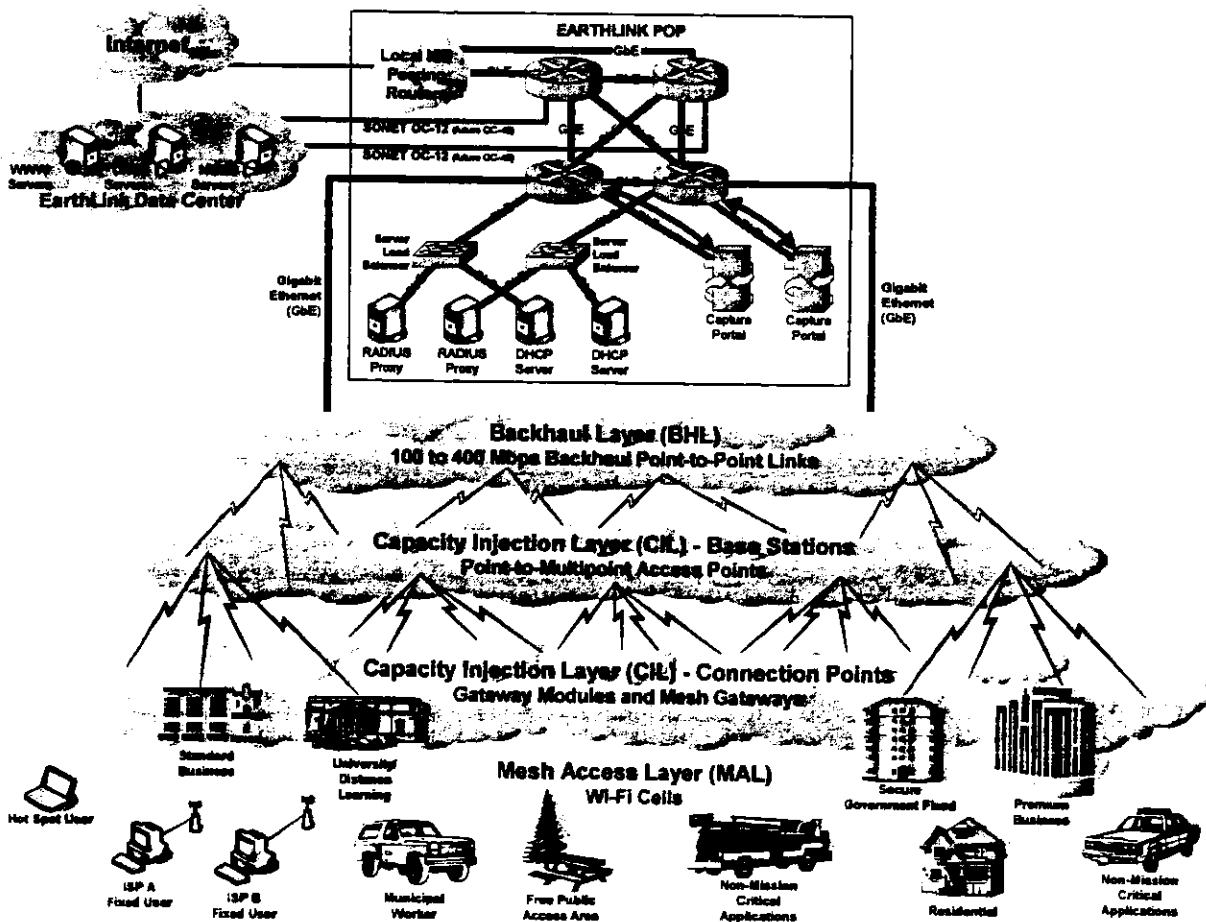 EARTHLINK POP
Internet
GbE
Local
Peering
Router
GbE
GbE
SONET OC-12 (future OC-48)
SONET OC-12 (future OC-48)
WWW
Servers
Servers
Servers
EarthLink Data Center
Server
Load
Balancer
Server
Load
Balancer
Gigabit
Ethernet
(GbE)
Gigabit
Ethernet
(GbE)
Capture
Portal
Capture
Portal
RADIUS
Proxy
RADIUS
Proxy
DHCP
Server
DHCP
Server
Backhaul Layer (BHL)
100 to 400 Mbps Backhaul Point-to-Point Links
Capacity Injection Layer (CIL) - Base Stations
Point-to-Multipoint Access Points
Capacity Injection Layer (CIL) - Connection Points
Gateway Modules and Mesh Gateways
Standard
Business
University/
Distance
Learning
Mesh Access Layer (MAL)
Wi-Fi Cells
Secure
Government Fixed
Premium
Business
Hot Spot User
ISP A
Fixed User
ISP B
Fixed User
Municipal
Worker
Free Public
Access Area
Non-Mission
Critical
Applications
Residential
Non-Mission
Critical
Applications